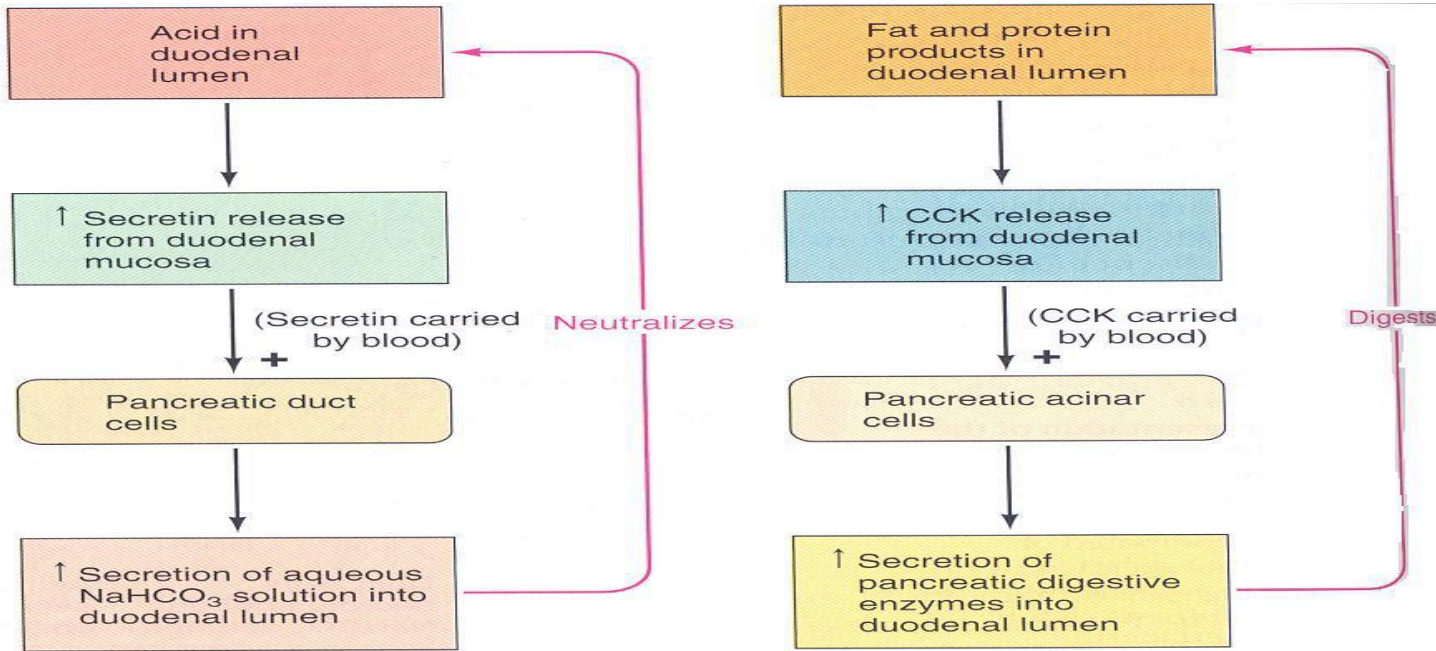 Acid in
duodenal
lumen
↑ Secretin release
from duodenal
mucosa
(Secretin carried
by blood)
+
Neutralizes
Pancreatic duct
cells
↑ Secretion of aqueous
NaHCO₃ solution into
duodenal lumen
Fat and protein
products in
duodenal lumen
↑ CCK release
from duodenal
mucosa
(CCK carried
by blood)
+
Digests
Pancreatic acinar
cells
↑ Secretion of
pancreatic digestive
enzymes into
duodenal lumen